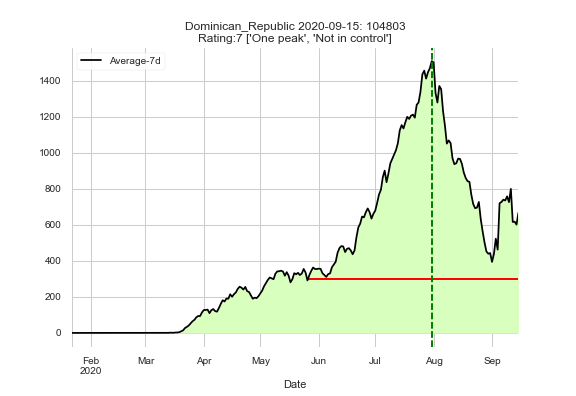 Dominican_Republic 2020-09-15: 104803
Rating:7 ['One peak', 'Not in control']
Average-7d
1400
1200
1000
800
600
400
200
0
Feb Mar Apr May Jun Jul Aug Sep
2020
Date